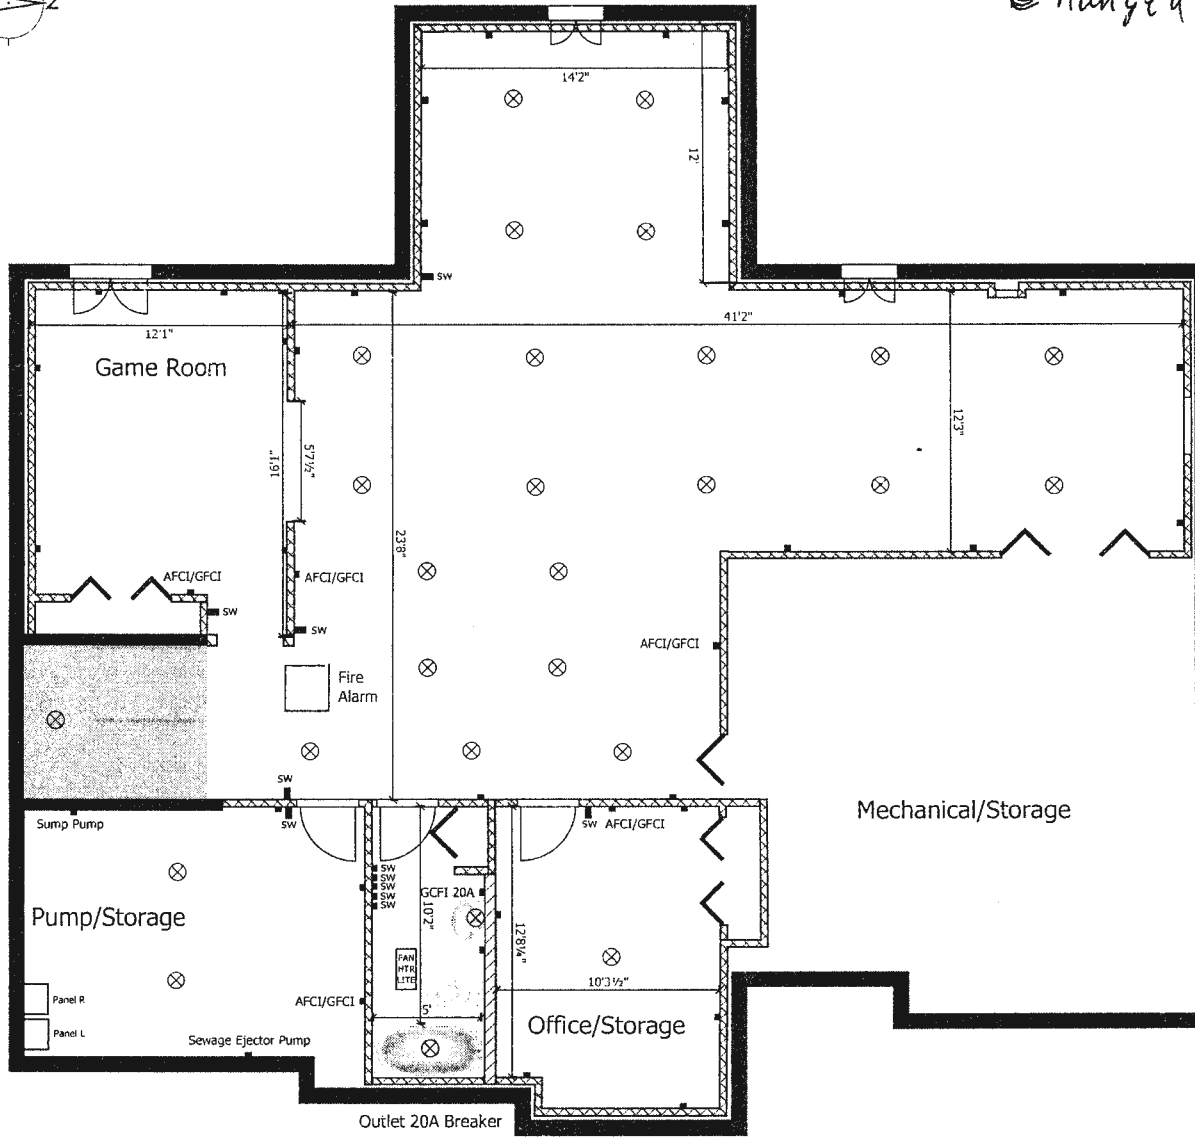 Z
14'2"
12'
SW
12'1"
41'2"
Game Room
12'3"
5'7½"
16'1"
23'8"
AFCI/GFCI
AFCI/GFCI
SW
SW
AFCI/GFCI
Fire
Alarm
SW
Sump Pump
SW
SW
AFCI/GFCI
Mechanical/Storage
SW
SW
SW
SW
SW
GCFI 20A
Pump/Storage
10'2"
12'8¼"
FAN
HTR
LITE
10'3½"
Panel R
AFCI/GFCI
5'
Office/Storage
Panel L
Sewage Ejector Pump
Outlet 20A Breaker